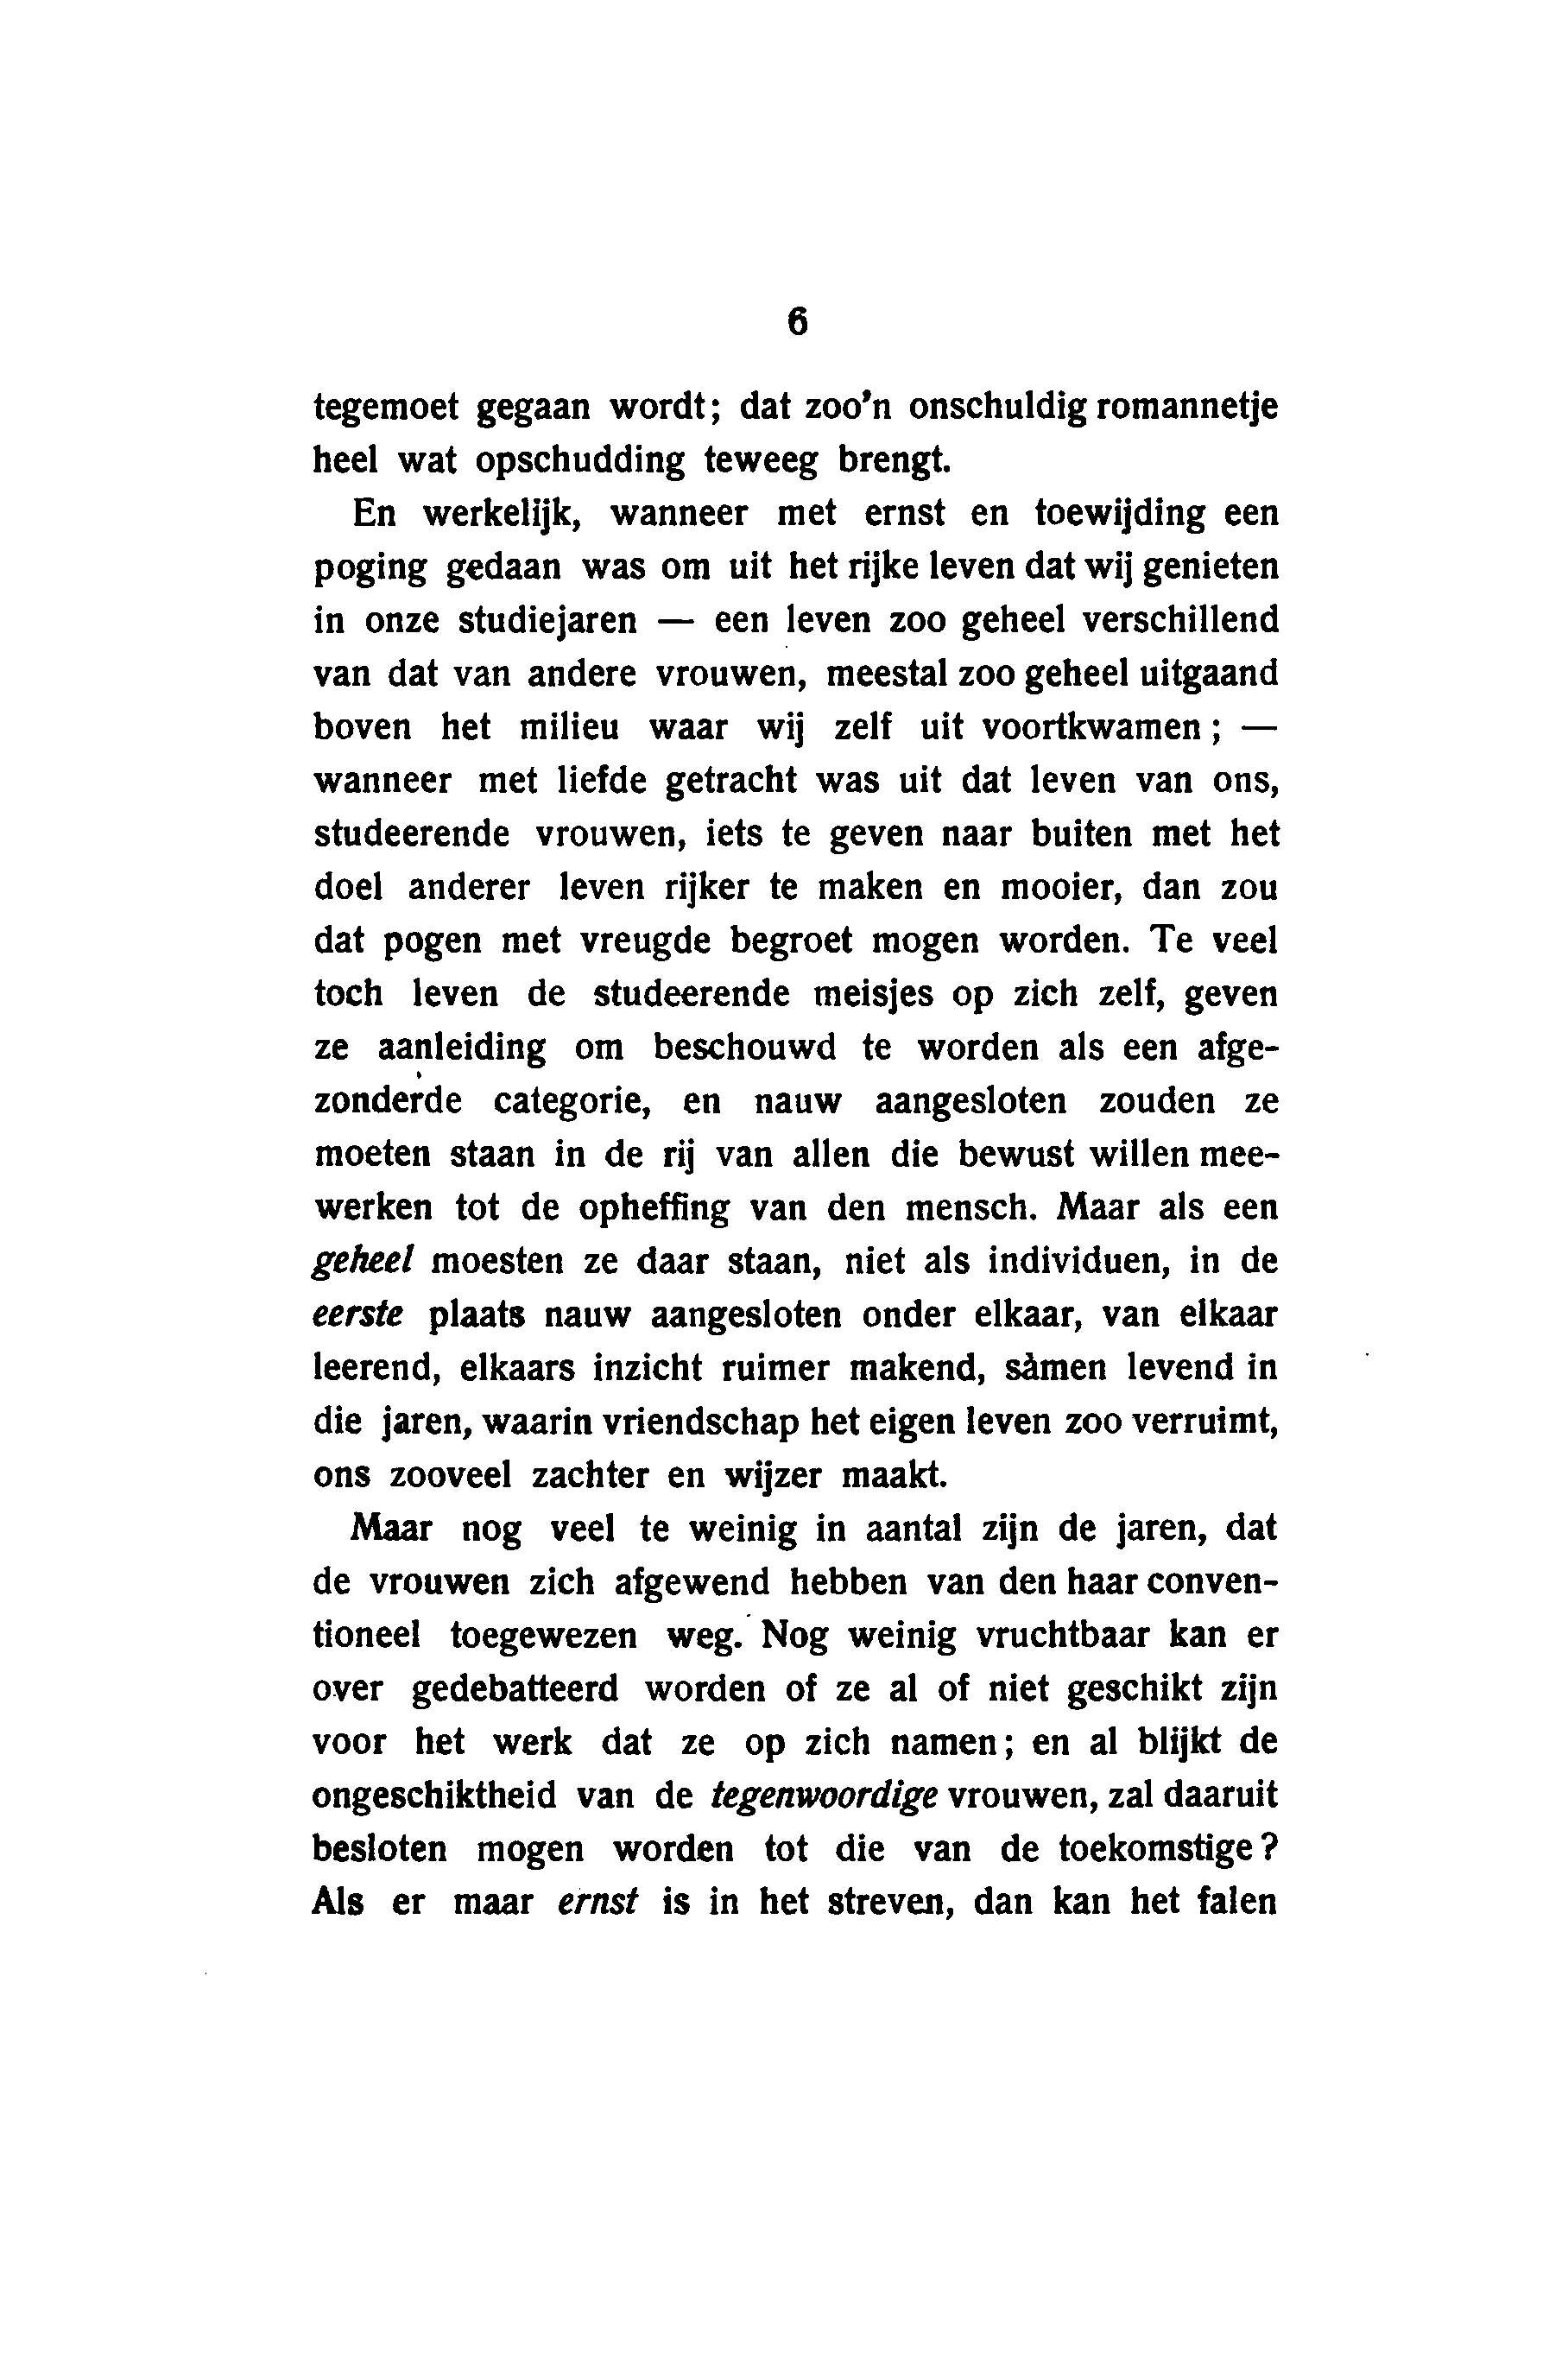 6
tegemoet gegaan wordt; dat zoo'n onschuldig romannetje
heel wat opschudding teweeg brengt.
En werkelijk, wanneer met ernst en toewijding een
poging gedaan was om uit het rijke leven dat wij genieten
in onze studiejaren — een leven zoo geheel verschillend
van dat van andere vrouwen, meestal zoo geheel uitgaand
boven het milieu waar wij zelf uit voortkwamen; —
wanneer met liefde getracht was uit dat leven van ons,
studeerende vrouwen, iets te geven naar buiten met het
doel anderer leven rijker te maken en mooier, dan zou
dat pogen met vreugde begroet mogen worden. Te veel
toch leven de studeerende meisjes op zich zelf, geven
ze aanleiding om beschouwd te worden als een afge-
zonderde categorie, en nauw aangesloten zouden ze
moeten staan in de rij van allen die bewust willen mee-
werken tot de opheffing van den mensch. Maar als een
geheel moesten ze daar staan, niet als individuen, in de
eerste plaats nauw aangesloten onder elkaar, van elkaar
leerend, elkaars inzicht ruimer makend, sàmen levend in
die jaren, waarin vriendschap het eigen leven zoo verruimt,
ons zooveel zachter en wijzer maakt.
Maar nog veel te weinig in aantal zijn de jaren, dat
de vrouwen zich afgewend hebben van den haar conven-
tioneel toegewezen weg. Nog weinig vruchtbaar kan er
over gedebatteerd worden of ze al of niet geschikt zijn
voor het werk dat ze op zich namen; en al blijkt de
ongeschiktheid van de tegenwoordige vrouwen, zal daaruit
besloten mogen worden tot die van de toekomstige?
Als er maar ernst is in het streven, dan kan het falen